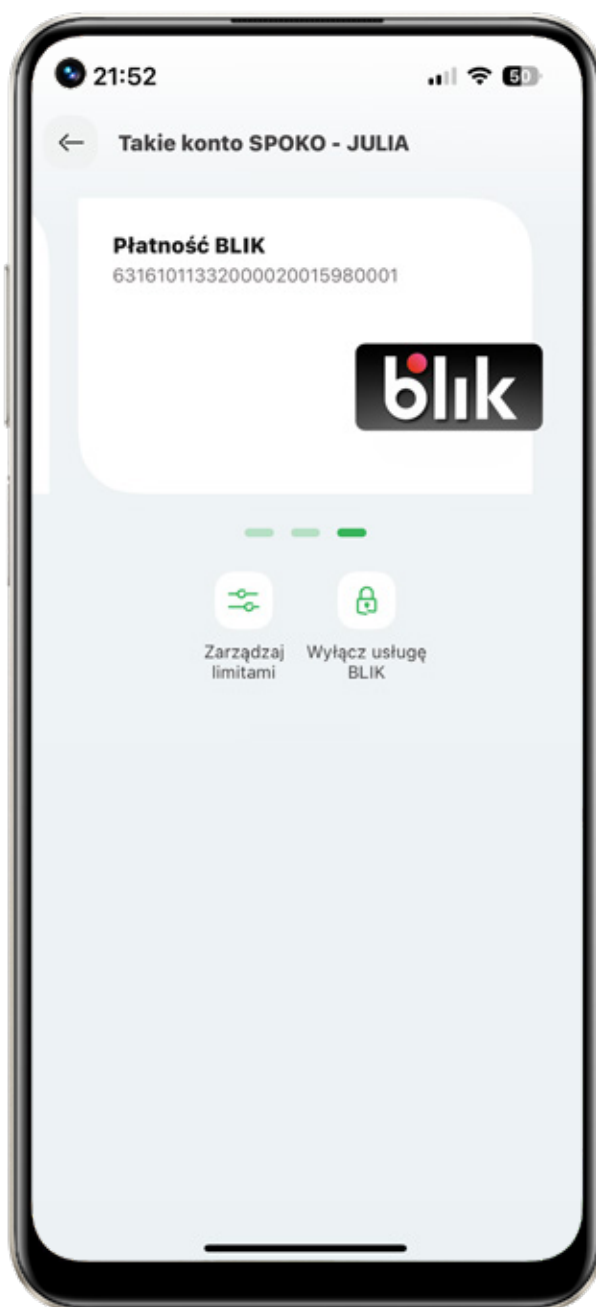 21:52
50
Takie konto SPOKO - JULIA
Płatność BLIK
63161011332000020015980001
blik
Zarządzaj
limitami
Wyłącz usługę
BLIK